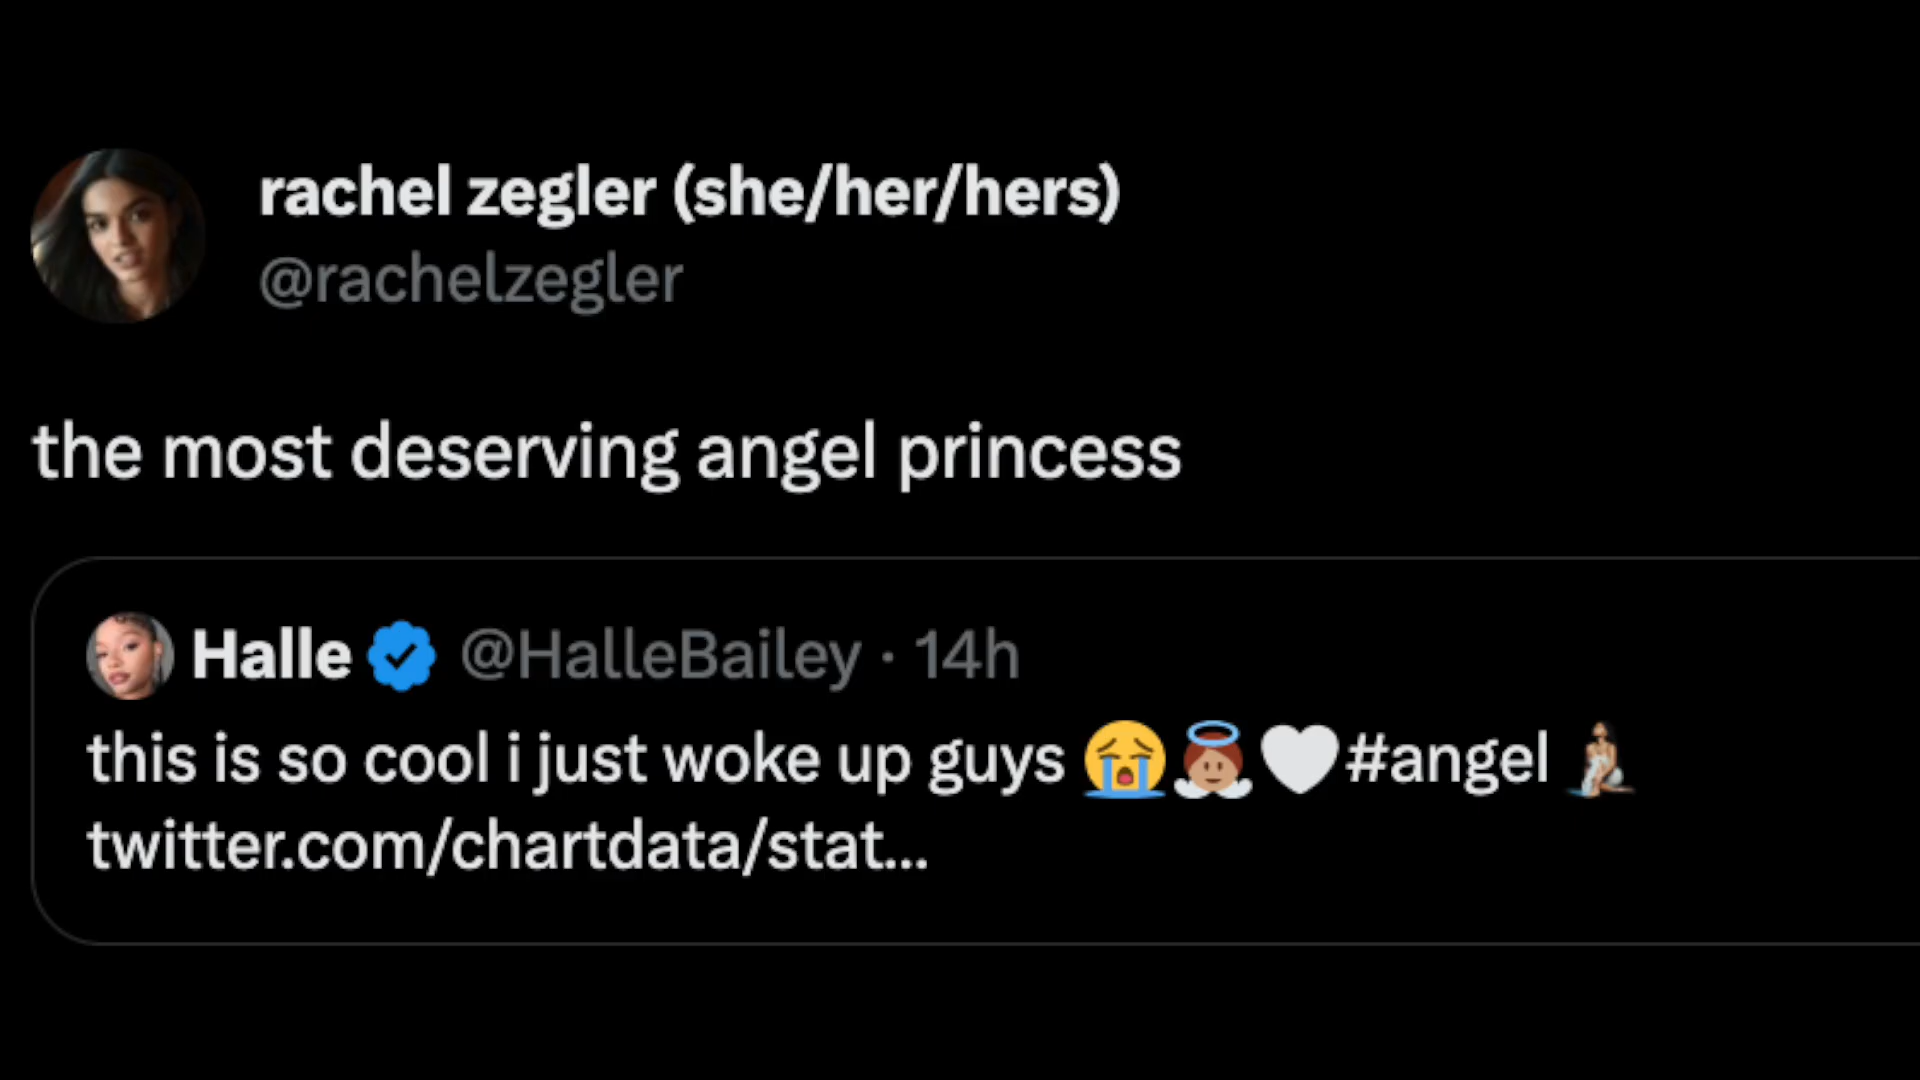 rachel zegler (she/her/hers)
@rachelzegler
the most deserving angel princess
Halle @HalleBailey · 14h
this is so cool i just woke up guys 😭👼🏽🤍#angel
twitter.com/chartdata/stat...